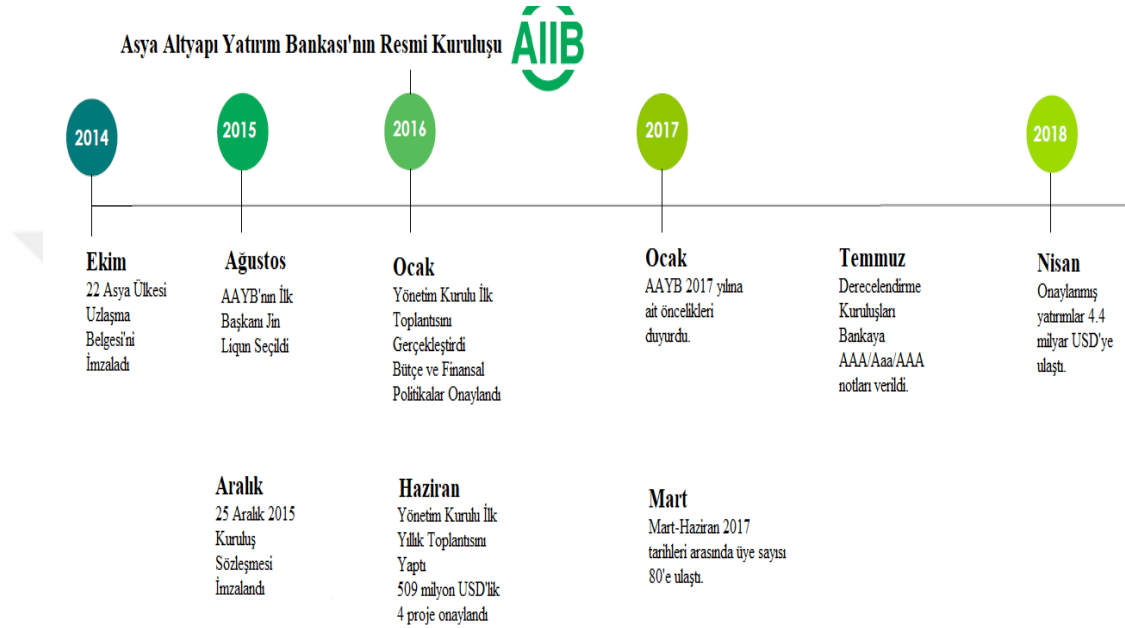 Asya Altyapı Yatırım Bankası'nın Resmi Kuruluşu
AIIB
2014
2015
2016
2017
2018
Ekim
22 Asya Ülkesi
Uzlaşma
Belgesi'ni
İmzaladı
Ağustos
AAYB'nın İlk
Başkanı Jin
Liqun Seçildi
Ocak
Yönetim Kurulu İlk
Toplantısını
Gerçekleştirdi
Bütçe ve Finansal
Politikalar Onaylandı
Ocak
AAYB 2017 yılına
ait öncelikleri
duyurdu.
Temmuz
Derecelendirme
Kuruluşları
Bankaya
AAA/Aaa/AAA
notları verildi.
Nisan
Onaylanmış
yatırımlar 4.4
milyar USD'ye
ulaştı.
Aralık
25 Aralık 2015
Kuruluş
Sözleşmesi
İmzalandı
Haziran
Yönetim Kurulu İlk
Yıllık Toplantısını
Yaptı
509 milyon USD'lik
4 proje onaylandı
Mart
Mart-Haziran 2017
tarihleri arasında üye sayısı
80'e ulaştı.